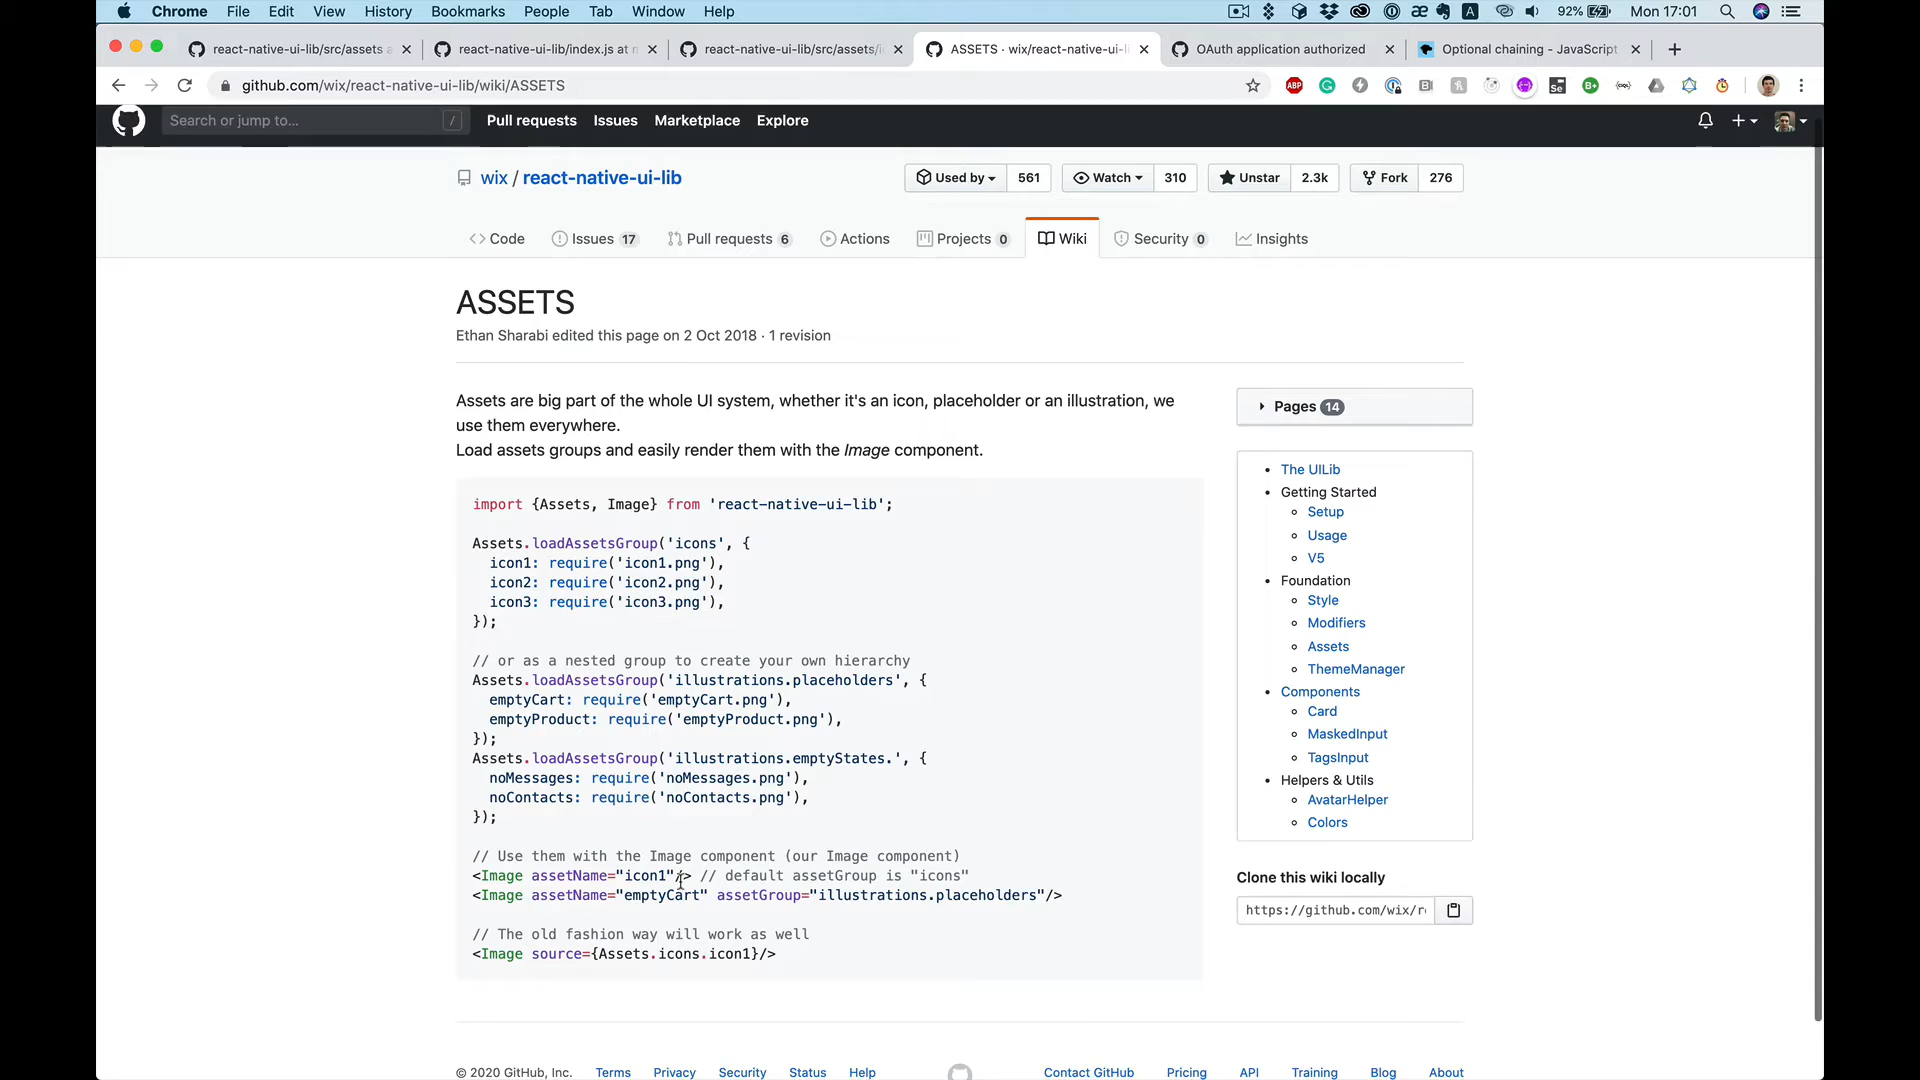 Chrome File Edit View History Bookmarks People Tab Window Help 92% Mon 17:01
react-native-ui-lib/src/assets a
react-native-ui-lib/index.js at
react-native-ui-lib/src/assets/i
ASSETS · wix/react-native-ui-li
OAuth application authorized
Optional chaining - JavaScript
github.com/wix/react-native-ui-lib/wiki/ASSETS
Search or jump to... / Pull requests Issues Marketplace Explore
wix / react-native-ui-lib
Used by 561 Watch 310 Unstar 2.3k Fork 276
Code Issues 17 Pull requests 6 Actions Projects 0 Wiki Security 0 Insights
ASSETS
Ethan Sharabi edited this page on 2 Oct 2018 · 1 revision
Assets are big part of the whole UI system, whether it's an icon, placeholder or an illustration, we
use them everywhere.
Load assets groups and easily render them with the Image component.
import {Assets, Image} from 'react-native-ui-lib';
Assets.loadAssetsGroup('icons', {
icon1: require('icon1.png'),
icon2: require('icon2.png'),
icon3: require('icon3.png'),
});
// or as a nested group to create your own hierarchy
Assets.loadAssetsGroup('illustrations.placeholders', {
emptyCart: require('emptyCart.png'),
emptyProduct: require('emptyProduct.png'),
});
Assets.loadAssetsGroup('illustrations.emptyStates.', {
noMessages: require('noMessages.png'),
noContacts: require('noContacts.png'),
});
// Use them with the Image component (our Image component)
<Image assetName="icon1"/> // default assetGroup is "icons"
<Image assetName="emptyCart" assetGroup="illustrations.placeholders"/>
// The old fashion way will work as well
<Image source={Assets.icons.icon1}/>
Pages 14
The UILib
Getting Started
Setup
Usage
V5
Foundation
Style
Modifiers
Assets
ThemeManager
Components
Card
MaskedInput
TagsInput
Helpers & Utils
AvatarHelper
Colors
Clone this wiki locally
https://github.com/wix/r
© 2020 GitHub, Inc. Terms Privacy Security Status Help Contact GitHub Pricing API Training Blog About